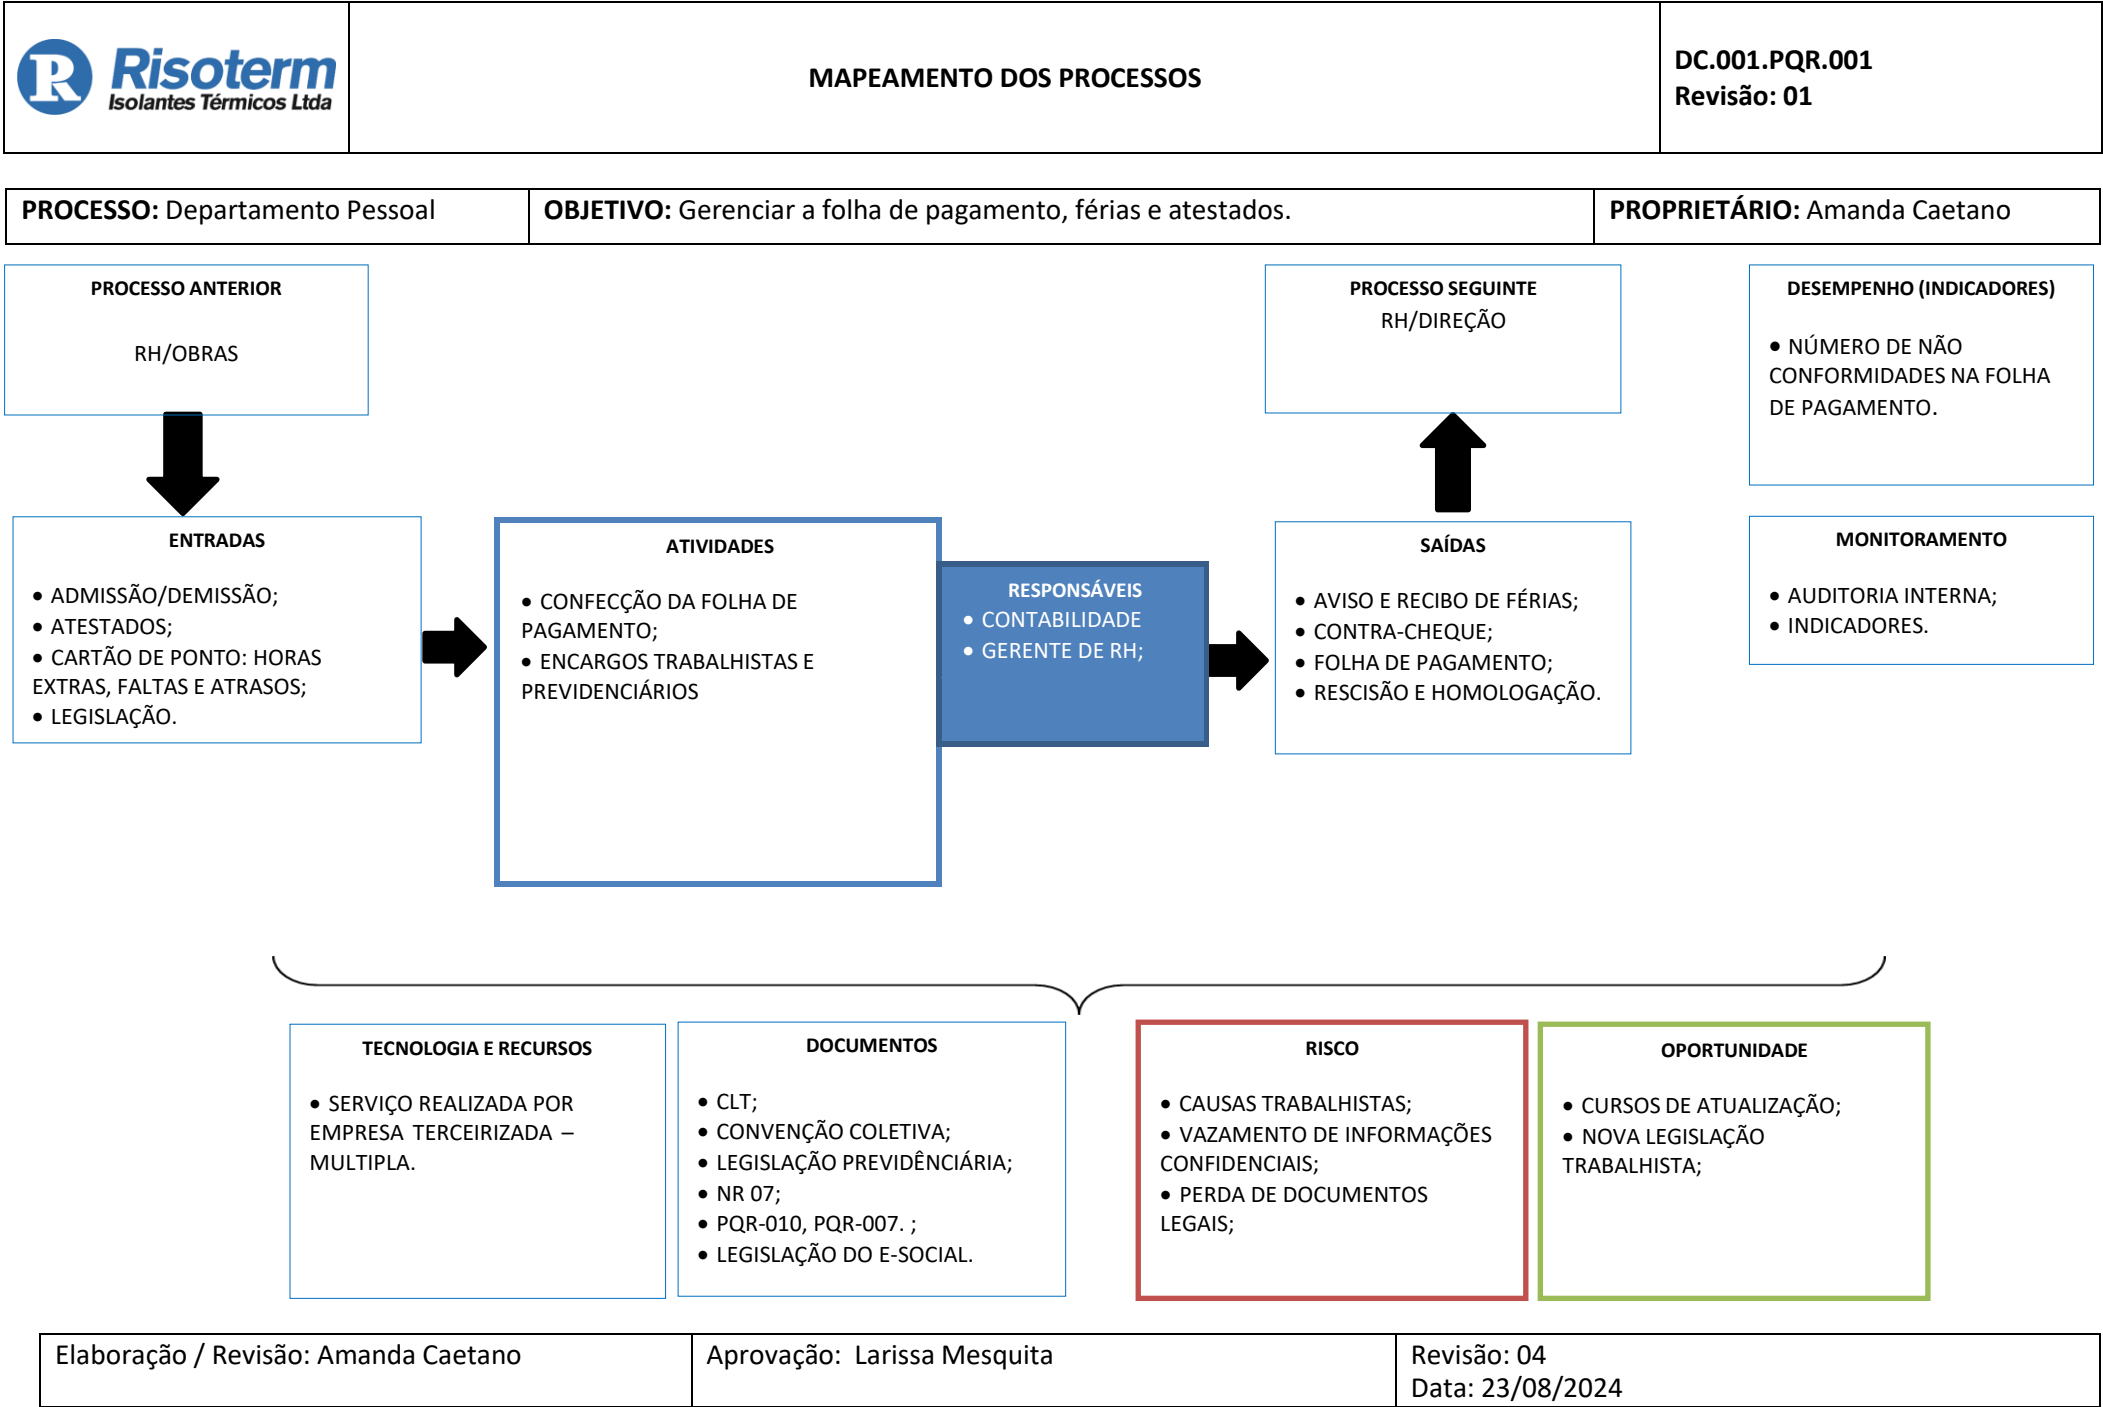 R Risoterm
Isolantes Térmicos Ltda
MAPEAMENTO DOS PROCESSOS
DC.001.PQR.001
Revisão: 01
PROCESSO: Departamento Pessoal
OBJETIVO: Gerenciar a folha de pagamento, férias e atestados.
PROPRIETÁRIO: Amanda Caetano
PROCESSO ANTERIOR
RH/OBRAS
PROCESSO SEGUINTE
RH/DIREÇÃO
DESEMPENHO (INDICADORES)
• NÚMERO DE NÃO
CONFORMIDADES NA FOLHA
DE PAGAMENTO.
ENTRADAS
• ADMISSÃO/DEMISSÃO;
• ATESTADOS;
• CARTÃO DE PONTO: HORAS
EXTRAS, FALTAS E ATRASOS;
• LEGISLAÇÃO.
ATIVIDADES
• CONFECÇÃO DA FOLHA DE
PAGAMENTO;
• ENCARGOS TRABALHISTAS E
PREVIDENCIÁRIOS
RESPONSÁVEIS
• CONTABILIDADE
• GERENTE DE RH;
SAÍDAS
• AVISO E RECIBO DE FÉRIAS;
• CONTRA-CHEQUE;
• FOLHA DE PAGAMENTO;
• RESCISÃO E HOMOLOGAÇÃO.
MONITORAMENTO
• AUDITORIA INTERNA;
• INDICADORES.
TECNOLOGIA E RECURSOS
• SERVIÇO REALIZADA POR
EMPRESA TERCEIRIZADA –
MULTIPLA.
DOCUMENTOS
• CLT;
• CONVENÇÃO COLETIVA;
• LEGISLAÇÃO PREVIDÊNCIÁRIA;
• NR 07;
• PQR-010, PQR-007. ;
• LEGISLAÇÃO DO E-SOCIAL.
RISCO
• CAUSAS TRABALHISTAS;
• VAZAMENTO DE INFORMAÇÕES
CONFIDENCIAIS;
• PERDA DE DOCUMENTOS
LEGAIS;
OPORTUNIDADE
• CURSOS DE ATUALIZAÇÃO;
• NOVA LEGISLAÇÃO
TRABALHISTA;
Elaboração / Revisão: Amanda Caetano
Aprovação: Larissa Mesquita
Revisão: 04
Data: 23/08/2024